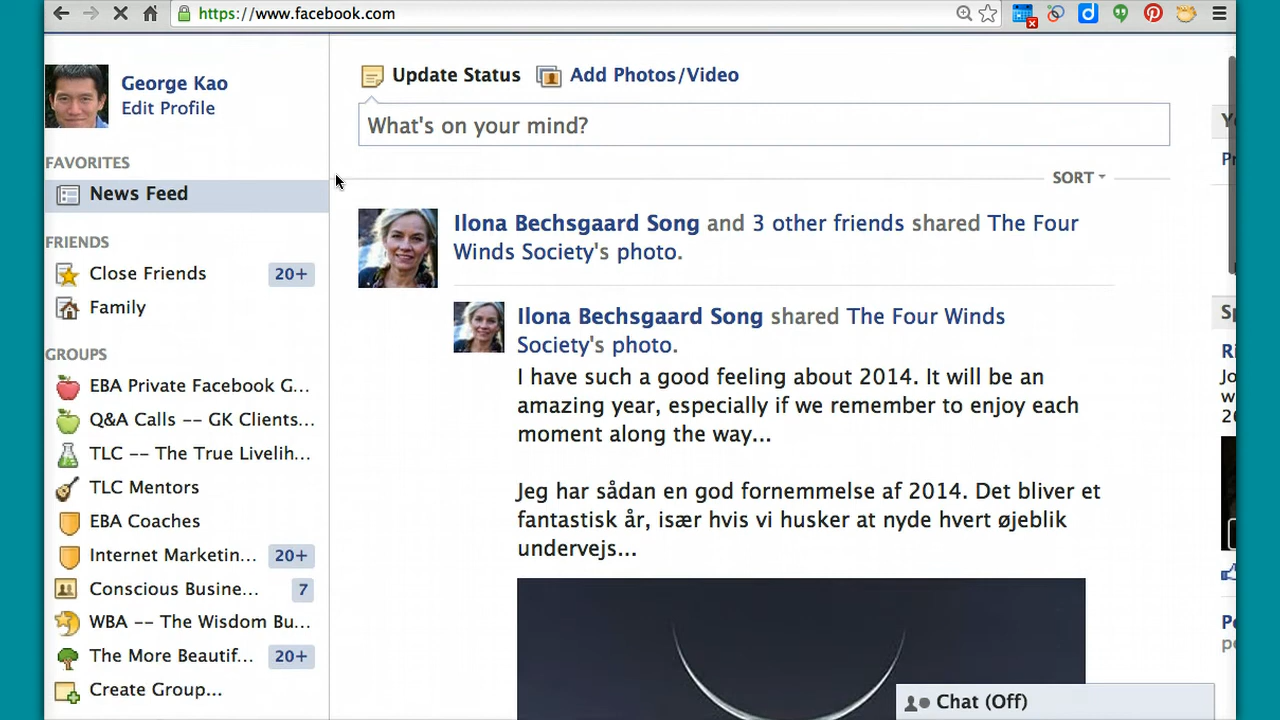 https://www.facebook.com
George Kao
Edit Profile
FAVORITES
News Feed
FRIENDS
Close Friends 20+
Family
GROUPS
EBA Private Facebook G...
Q&A Calls -- GK Clients...
TLC -- The True Livelih...
TLC Mentors
EBA Coaches
Internet Marketin... 20+
Conscious Busine... 7
WBA -- The Wisdom Bu...
The More Beautif... 20+
Create Group...
Update Status Add Photos/Video
What's on your mind?
SORT
Ilona Bechsgaard Song and 3 other friends shared The Four
Winds Society's photo.
Ilona Bechsgaard Song shared The Four Winds
Society's photo.
I have such a good feeling about 2014. It will be an
amazing year, especially if we remember to enjoy each
moment along the way...
Jeg har sådan en god fornemmelse af 2014. Det bliver et
fantastisk år, især hvis vi husker at nyde hvert øjeblik
undervejs...
Chat (Off)